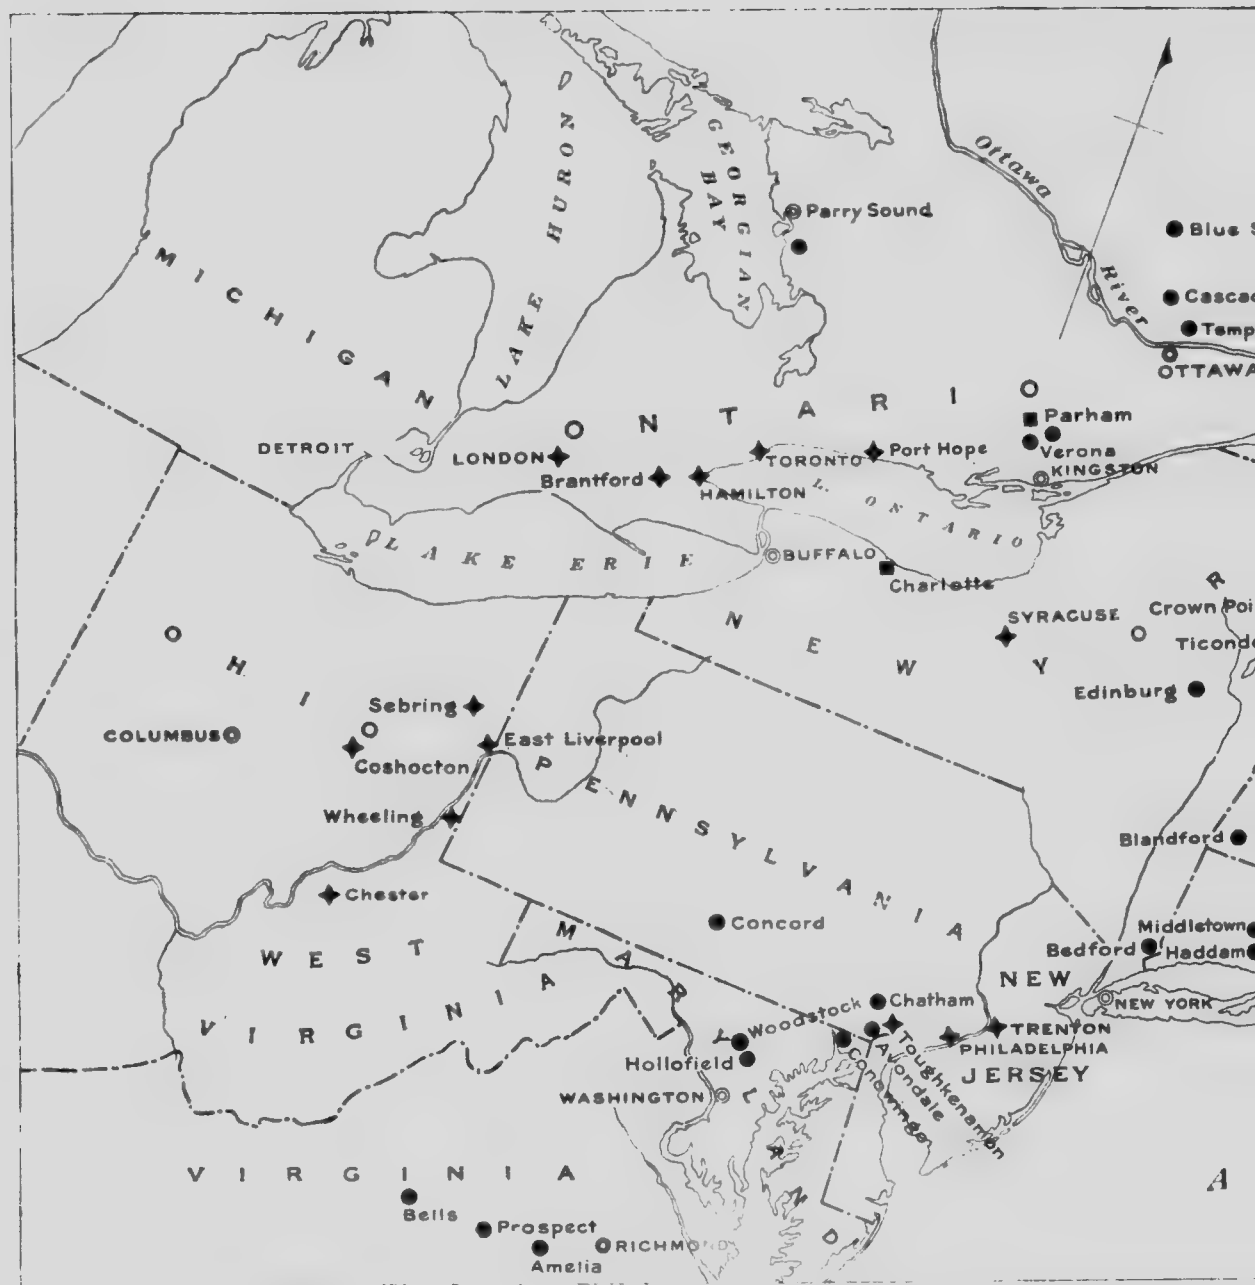 LAKE HURON
GEORGIAN
BAY
Parry Sound
Ottawa
River
Blue S
Cascad
Temp
OTTAWA
MICHIGAN
ONTARIO
Parham
Verona
KINGSTON
DETROIT
LONDON
Brantford
HAMILTON
TORONTO
Port Hope
L. ONTARIO
LAKE ERIE
BUFFALO
Charlotte
NEW Y
R
SYRACUSE
Crown Poi
Ticonde
Edinburg
OHIO
Sebring
COLUMBUS
Coshocton
East Liverpool
Wheeling
PENNSYLVANIA
Blandford
Chester
WEST
VIRGINIA
Concord
MARYLAND
Middletown
Bedford
Haddam
NEW
JERSEY
NEW YORK
Woodstock
Chatham
TRENTON
PHILADELPHIA
Hollofield
Toughkenamon
Avondale
Conowingo
WASHINGTON
VIRGINIA
A
Bells
Prospect
Amelia
RICHMOND